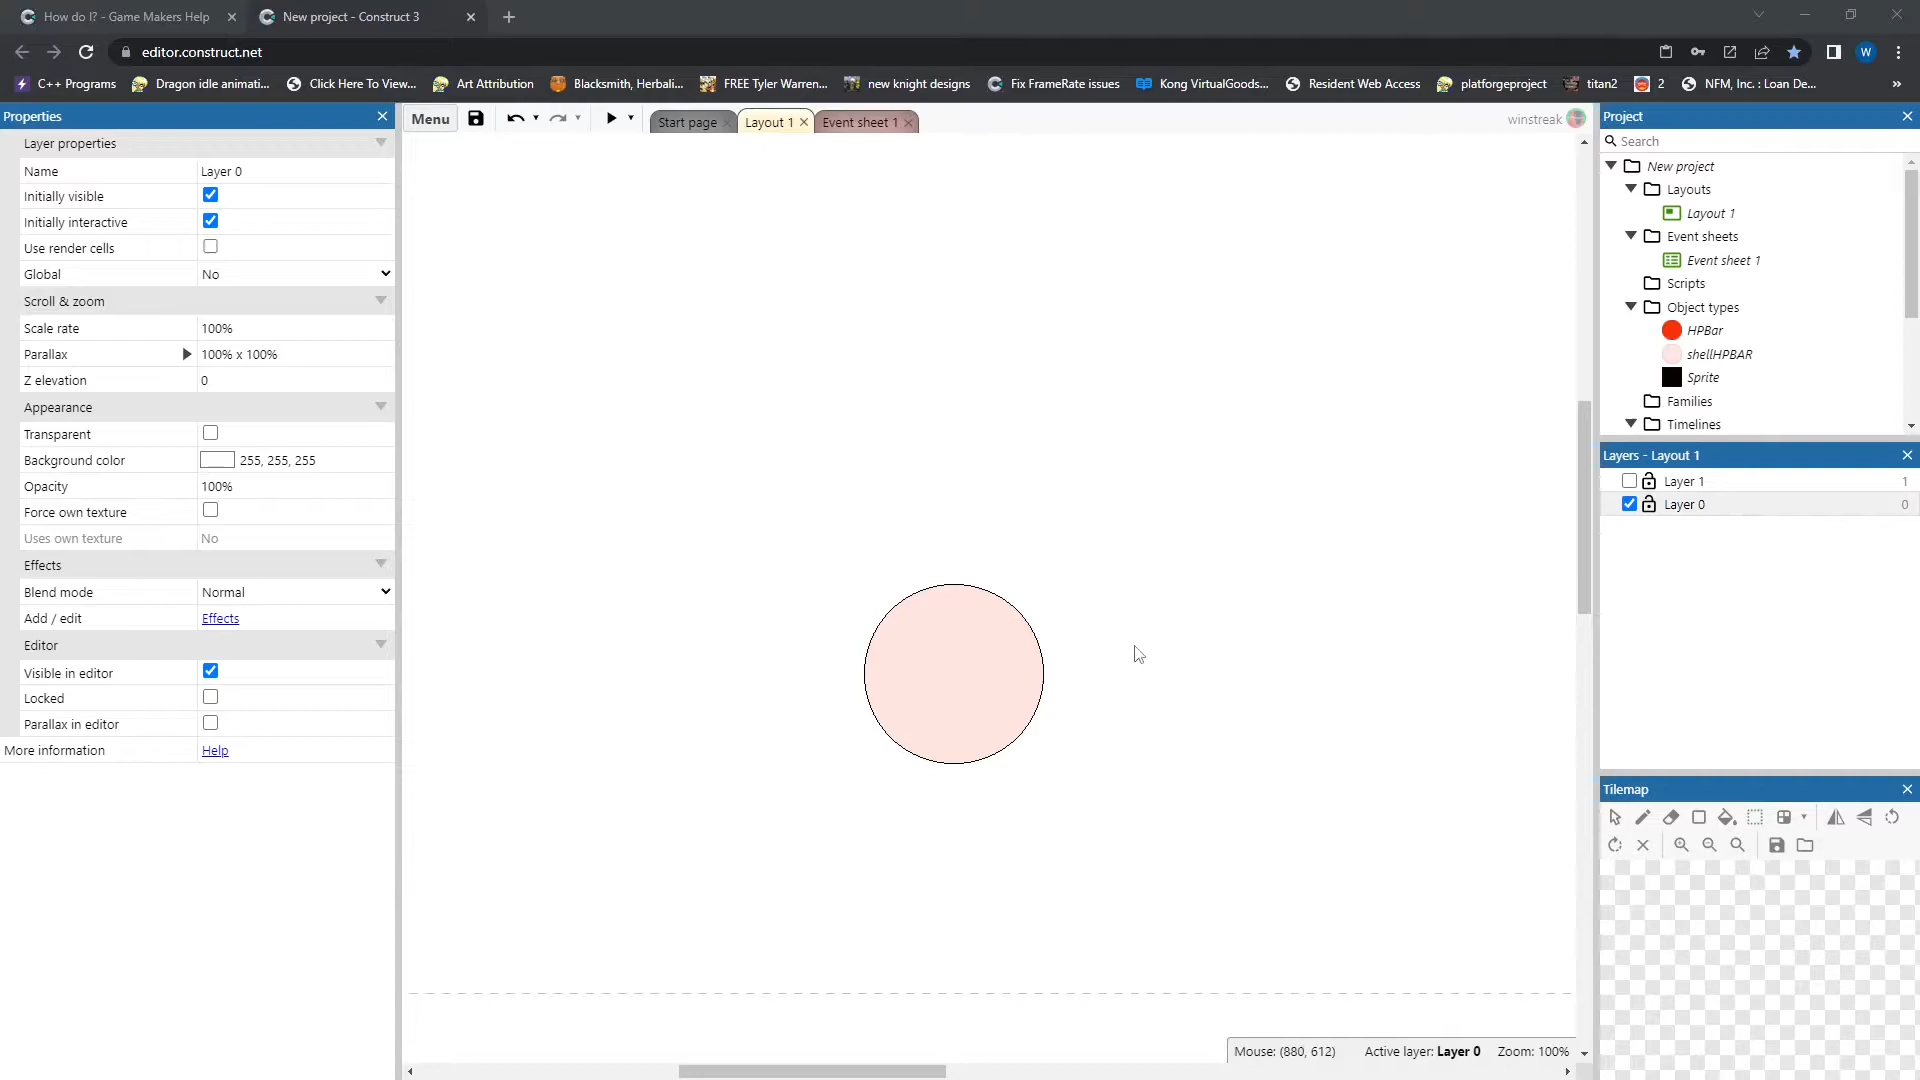 How do I? - Game Makers Help
New project - Construct 3
editor.construct.net
W
C++ Programs
Dragon idle animati...
Click Here To View...
Art Attribution
Blacksmith, Herbali...
FREE Tyler Warren...
new knight designs
Fix FrameRate issues
Kong VirtualGoods...
Resident Web Access
platforgeproject
titan2
2
NFM, Inc. : Loan De...
»
Properties
Menu
Start page
Layout 1
Event sheet 1
winstreak
Project
Layer properties
Name Layer 0
Initially visible
Initially interactive
Use render cells
Global No
Scroll & zoom
Scale rate 100%
Parallax 100% x 100%
Z elevation 0
Appearance
Transparent
Background color 255, 255, 255
Opacity 100%
Force own texture
Uses own texture No
Effects
Blend mode Normal
Add / edit Effects
Editor
Visible in editor
Locked
Parallax in editor
More information Help
Search
New project
Layouts
Layout 1
Event sheets
Event sheet 1
Scripts
Object types
HPBar
shellHPBAR
Sprite
Families
Timelines
Layers - Layout 1
Layer 1 1
Layer 0 0
Tilemap
Mouse: (880, 612) Active layer: Layer 0 Zoom: 100%